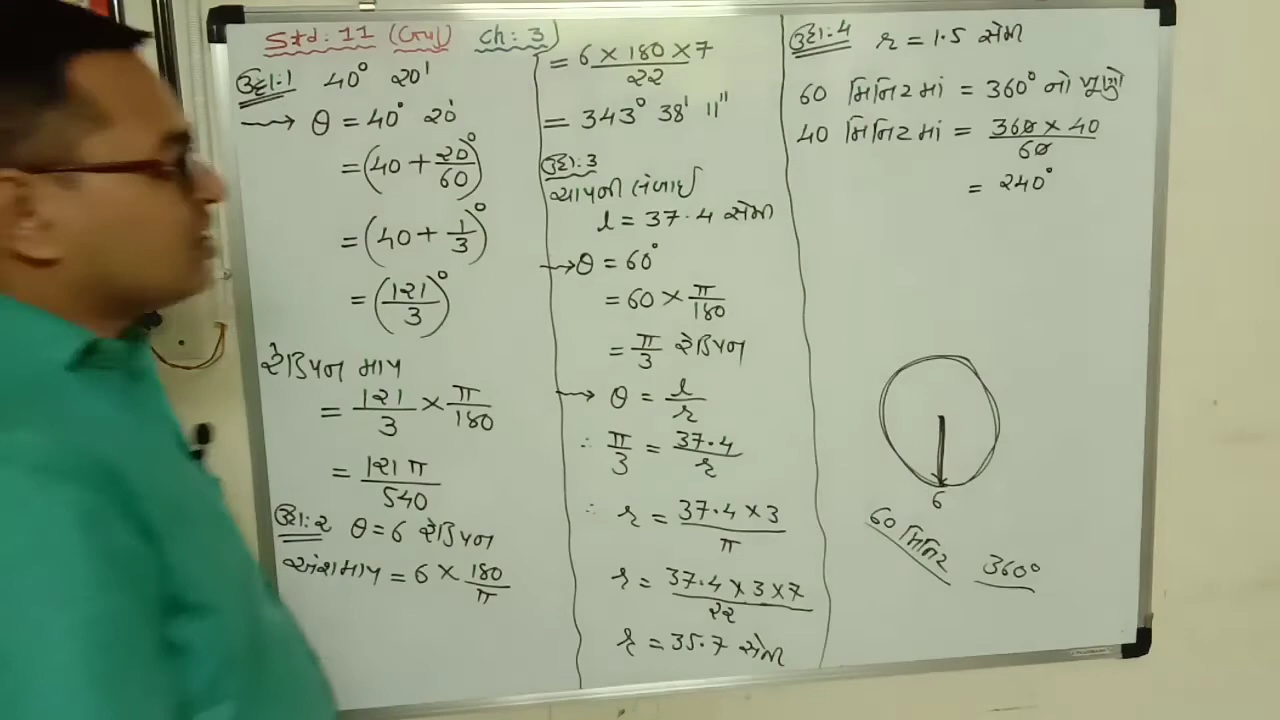 Std: 11 (Guj) Ch: 3
ઉદા:1 40° 20'
→ θ = 40° 20'
= (40 + 20/60)°
= (40 + 1/3)°
= (121/3)°
રેડિયન માપ
= 121/3 × π/180
= 121π/540
ઉદા:2 θ = 6 રેડિયન
અંશમાપ = 6 × 180/π
= 6 × 180 × 7/22
= 343° 38' 11"
ઉદા:3
ચાપની લંબાઈ
l = 37.4 સેમી
→ θ = 60°
= 60 × π/180
= π/3 રેડિયન
→ θ = l/r
∴ π/3 = 37.4/r
∴ r = 37.4 × 3/π
r = 37.4 × 3 × 7/22
r = 35.7 સેમી
ઉદા:4 r = 1.5 સેમી
60 મિનિટમાં = 360° નો ખૂણો
40 મિનિટમાં = 360 × 40/60
= 240°
6
60 મિનિટ 360°